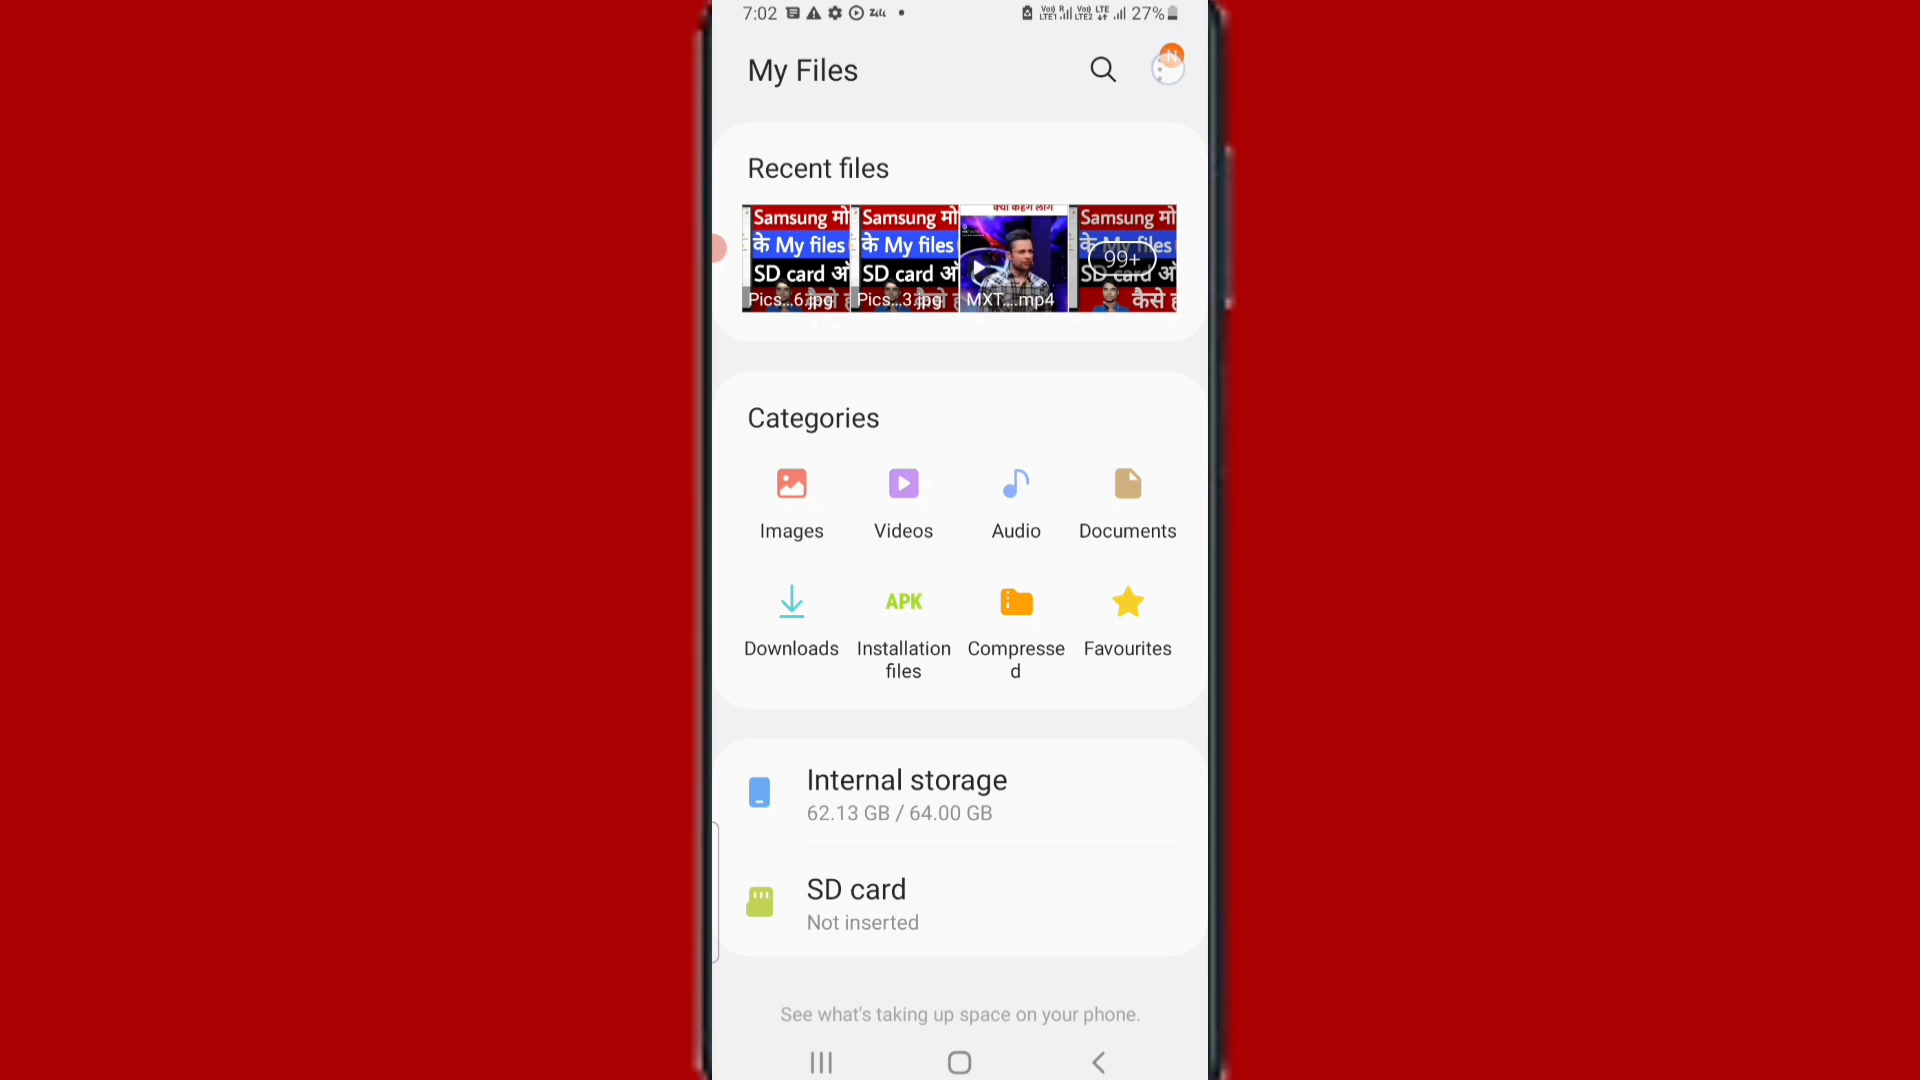 7:02
27%
My Files
N
Recent files
Samsung मो
के My files
SD card अं
Pics...6.jpg
Samsung मो
के My files
SD card अं
Pics...3.jpg
क्या कहेंगे लोग
MXT....mp4
Samsung मो
के My files
SD card
कैसे ह
99+
Categories
Images
Videos
Audio
Documents
APK
Downloads
Installation
files
Compresse
d
Favourites
Internal storage
62.13 GB / 64.00 GB
SD card
Not inserted
See what's taking up space on your phone.